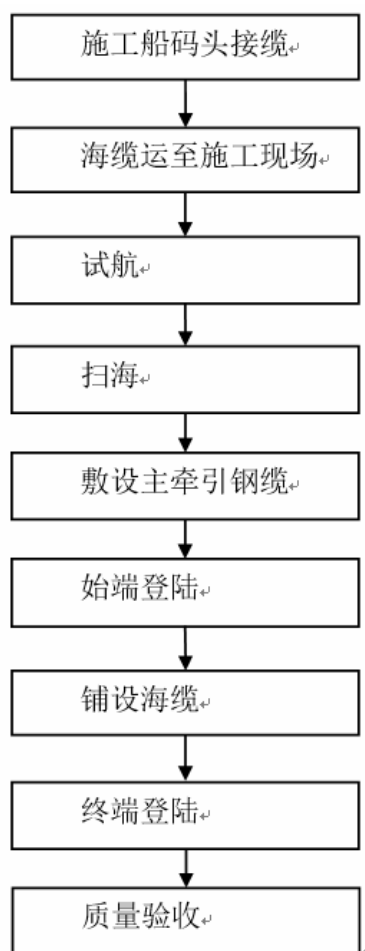 施工船码头接缆
海缆运至施工现场
试航
扫海
敷设主牵引钢缆
始端登陆
铺设海缆
终端登陆
质量验收